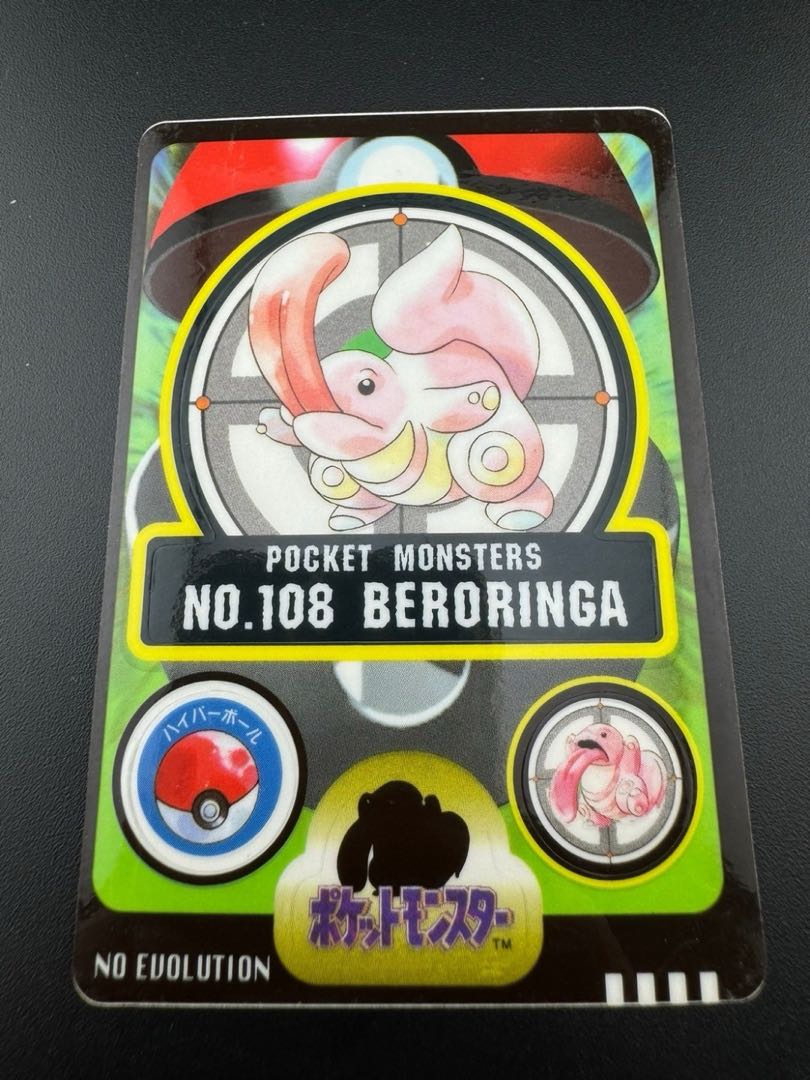 POCKET MONSTERS
NO.108 BERORINGA
ハイパーボール
ポケットモンスター
TM
NO EVOLUTION